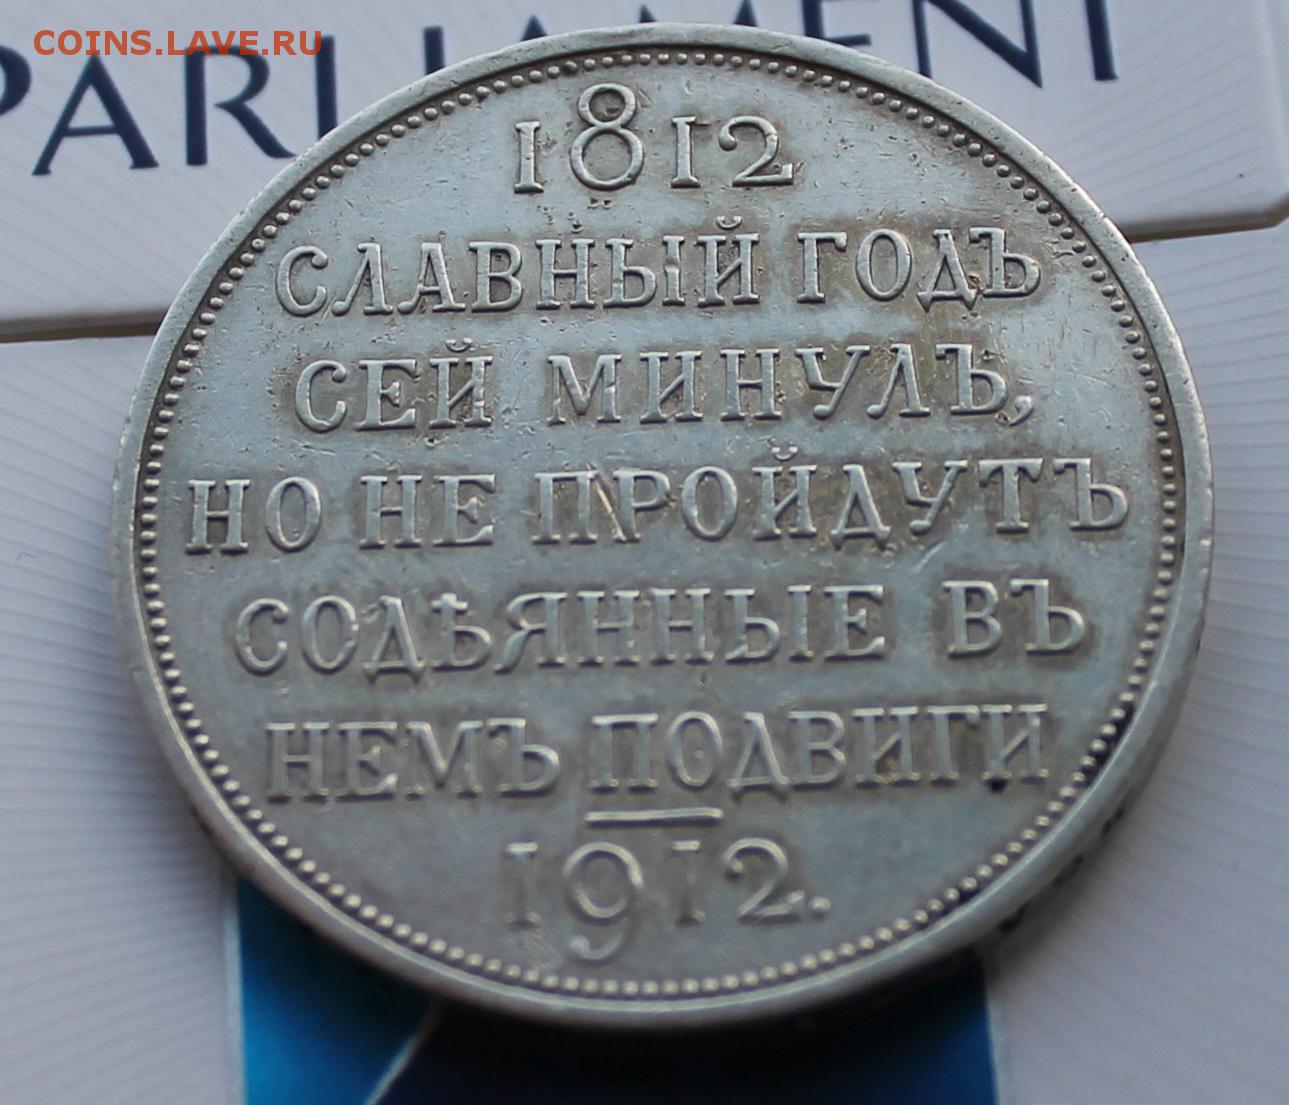 COINS.LAVE.RU
PARLIAMENT
1812
СЛАВНЫЙ ГОДЪ
СЕЙ МИНУЛЪ,
НО НЕ ПРОЙДУТЪ
СОДѢЯННЫЕ ВЪ
НЕМЪ ПОДВИГИ
1912.